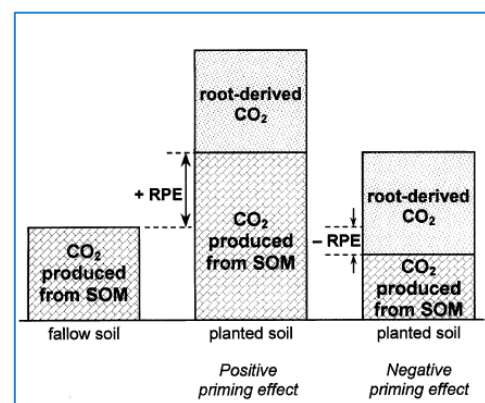 root-derived
CO₂
+ RPE
CO₂
produced
from SOM
root-derived
CO₂
– RPE
CO₂
produced
from SOM
CO₂
produced
from SOM
fallow soil
planted soil
planted soil
Positive
priming effect
Negative
priming effect